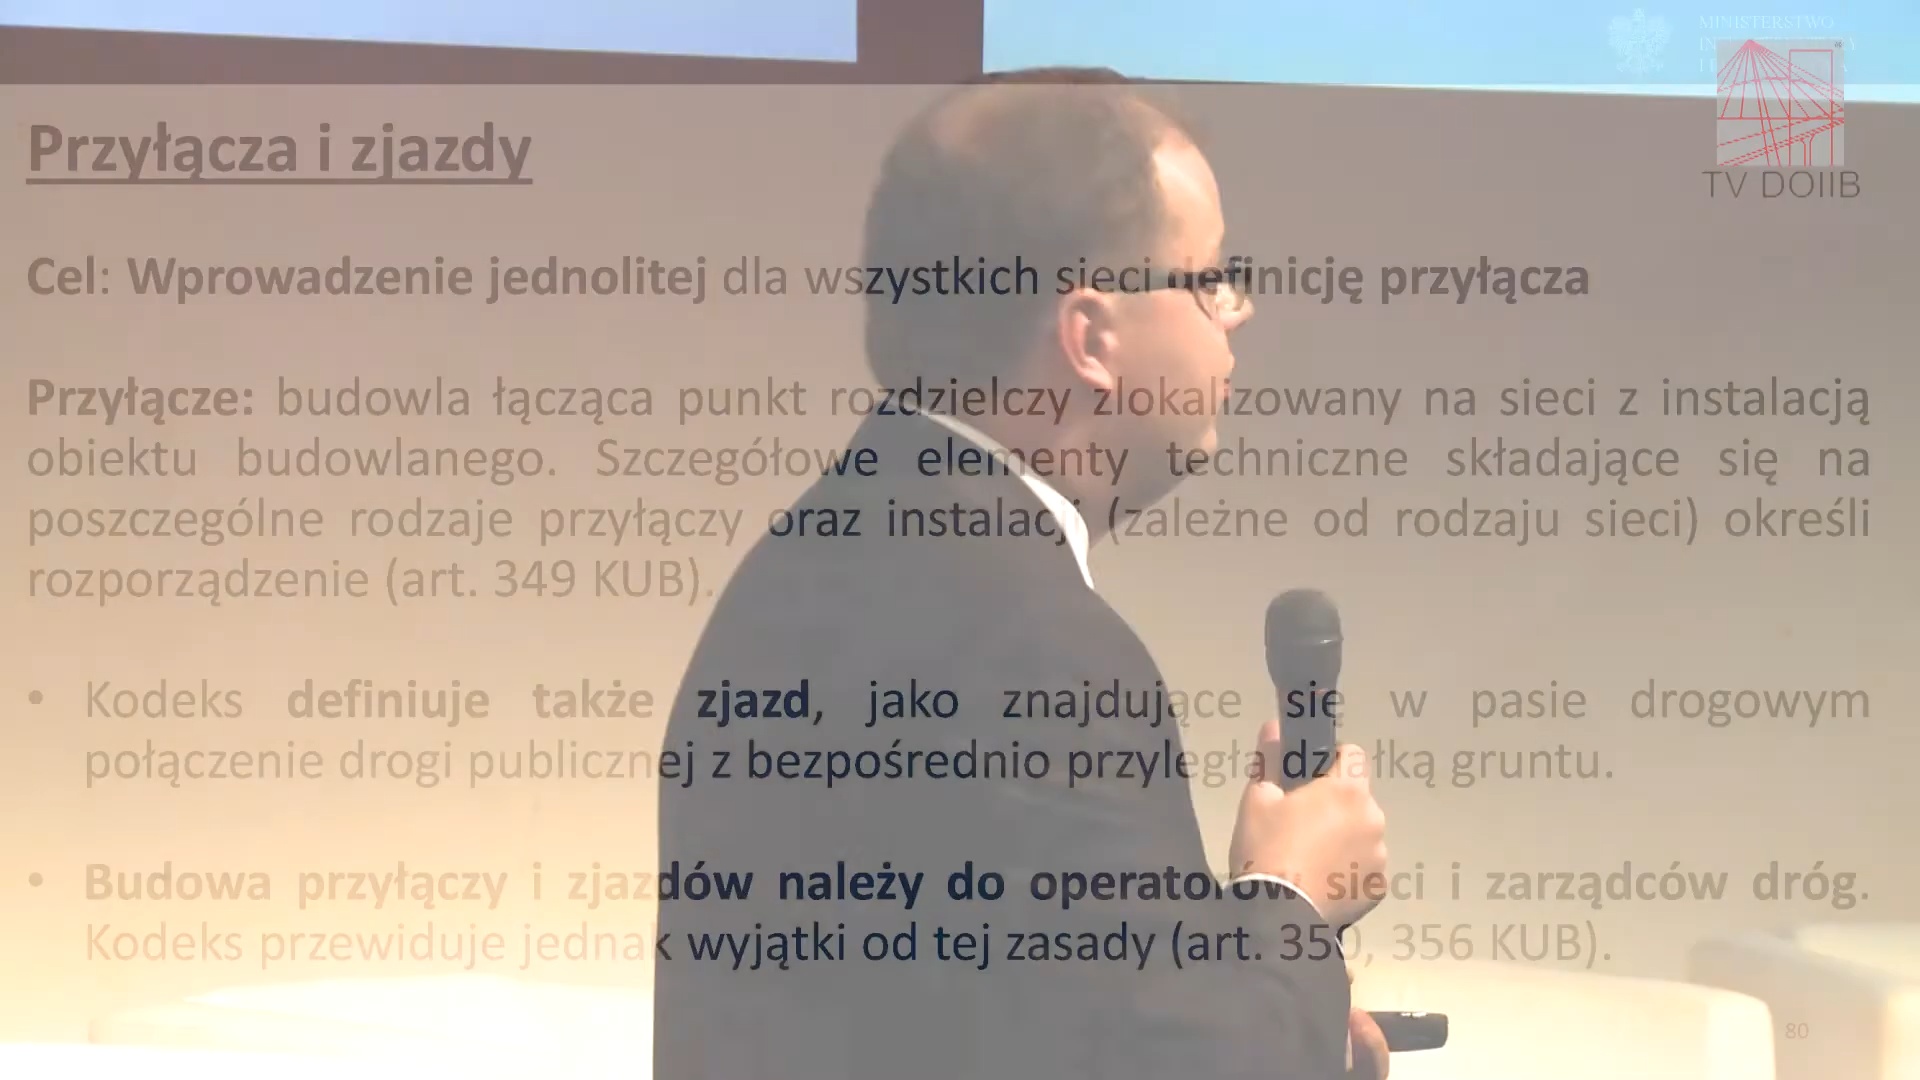 MINISTERSTWO
TV DOIIB
Przyłącza i zjazdy
Cel: Wprowadzenie jednolitej dla wszystkich sieci definicję przyłącza
Przyłącze: budowla łącząca punkt rozdzielczy zlokalizowany na sieci z instalacją
obiektu budowlanego. Szczegółowe elementy techniczne składające się na
poszczególne rodzaje przyłączy oraz instalacji (zależne od rodzaju sieci) określi
rozporządzenie (art. 349 KUB).
• Kodeks definiuje także zjazd, jako znajdujące się w pasie drogowym
połączenie drogi publicznej z bezpośrednio przyległą działką gruntu.
• Budowa przyłączy i zjazdów należy do operatorów sieci i zarządców dróg.
Kodeks przewiduje jednak wyjątki od tej zasady (art. 350, 356 KUB).
80